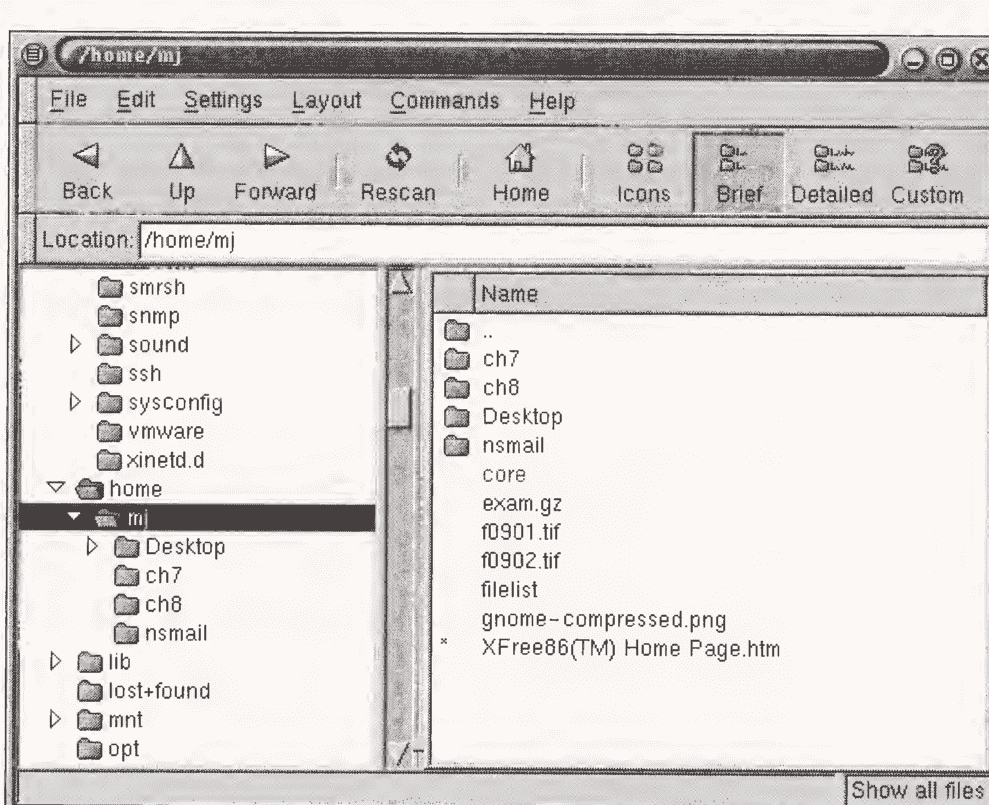 /home/mj
File Edit Settings Layout Commands Help
Back Up Forward Rescan Home Icons Brief Detailed Custom
Location: /home/mj
smrsh
snmp
sound
ssh
sysconfig
vmware
xinetd.d
home
mj
Desktop
ch7
ch8
nsmail
lib
lost+found
mnt
opt
Name
..
ch7
ch8
Desktop
nsmail
core
exam.gz
f0901.tif
f0902.tif
filelist
gnome-compressed.png
* XFree86(TM) Home Page.htm
Show all files